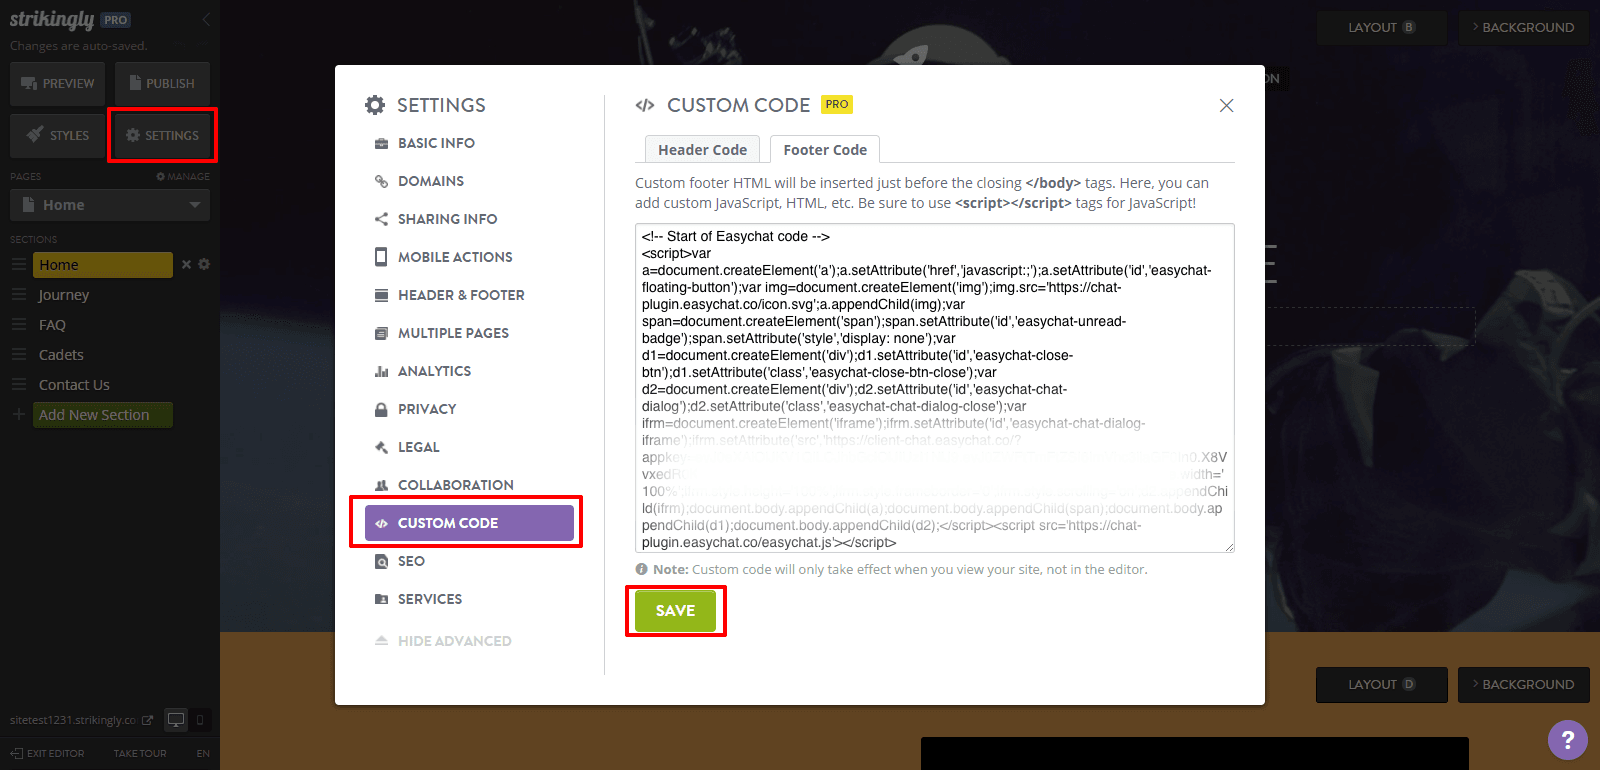 strikingly PRO
Changes are auto-saved.
PREVIEW
PUBLISH
STYLES
SETTINGS
PAGES
MANAGE
Home
SECTIONS
Home
Journey
FAQ
Cadets
Contact Us
Add New Section
sitetest1231.strikingly.co
EXIT EDITOR
TAKE TOUR
EN
LAYOUT B
BACKGROUND
ON
SETTINGS
BASIC INFO
DOMAINS
SHARING INFO
MOBILE ACTIONS
HEADER & FOOTER
MULTIPLE PAGES
ANALYTICS
PRIVACY
LEGAL
COLLABORATION
CUSTOM CODE
SEO
SERVICES
HIDE ADVANCED
</> CUSTOM CODE PRO
Header Code
Footer Code
Custom footer HTML will be inserted just before the closing </body> tags. Here, you can
add custom JavaScript, HTML, etc. Be sure to use <script></script> tags for JavaScript!
<!-- Start of Easychat code -->
<script>var
a=document.createElement('a');a.setAttribute('href','javascript:;');a.setAttribute('id','easychat-
floating-button');var img=document.createElement('img');img.src='https://chat-
plugin.easychat.co/icon.svg';a.appendChild(img);var
span=document.createElement('span');span.setAttribute('id','easychat-unread-
badge');span.setAttribute('style','display: none');var
d1=document.createElement('div');d1.setAttribute('id','easychat-close-
btn');d1.setAttribute('class','easychat-close-btn-close');var
d2=document.createElement('div');d2.setAttribute('id','easychat-chat-
dialog');d2.setAttribute('class','easychat-chat-dialog-close');var
ifrm=document.createElement('iframe');ifrm.setAttribute('id','easychat-chat-dialog-
iframe');ifrm.setAttribute('src','https://client-chat.easychat.co/?
appkey
width='
100%'
ld(ifrm);document.body.appendChild(a);document.body.appendChild(span);document.body.ap
pendChild(d1);document.body.appendChild(d2);</script><script src='https://chat-
plugin.easychat.co/easychat.js'></script>
Note: Custom code will only take effect when you view your site, not in the editor.
SAVE
LAYOUT D
BACKGROUND
?